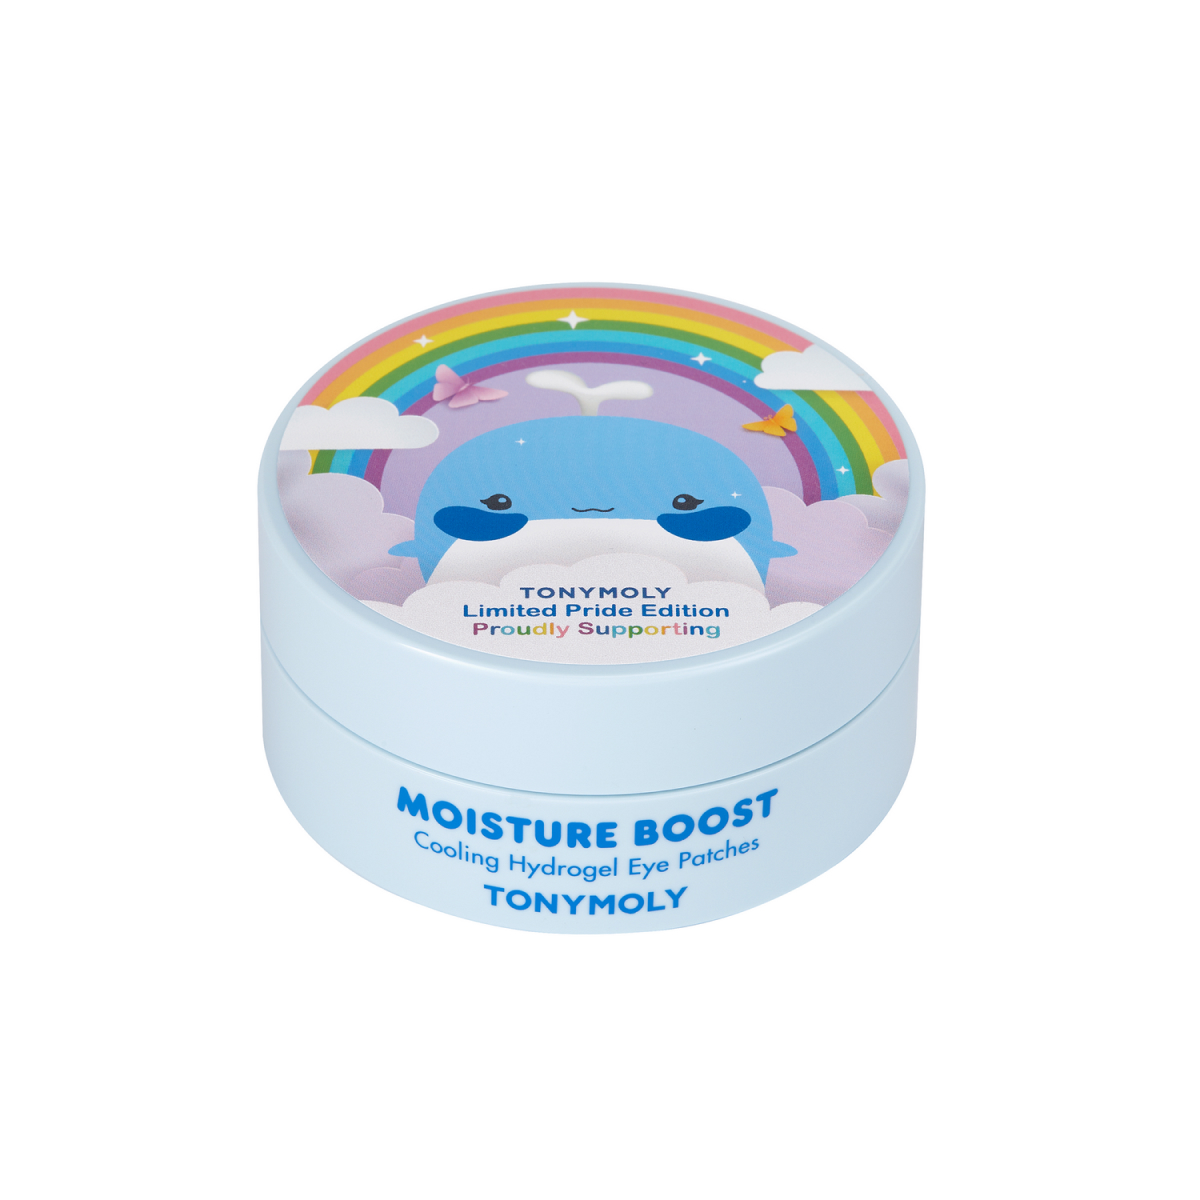 TONYMOLY
Limited Pride Edition
Proudly Supporting
MOISTURE BOOST
Cooling Hydrogel Eye Patches
TONYMOLY